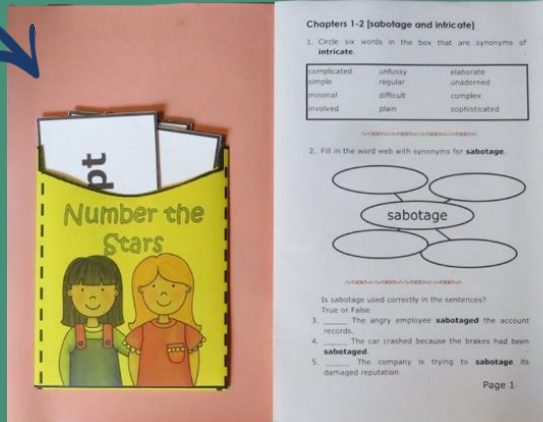 pt
Number the
Stars
Chapters 1-2 [sabotage and intricate]
1. Circle six words in the box that are synonyms of
intricate.
complicated unfussy elaborate
simple regular unadorned
minimal difficult complex
involved plain sophisticated
2. Fill in the word web with synonyms for sabotage.
sabotage
Is sabotage used correctly in the sentences?
True or False
3. ______ The angry employee sabotaged the account
records.
4. ______ The car crashed because the brakes had been
sabotaged.
5. ______ The company is trying to sabotage its
damaged reputation
Page 1